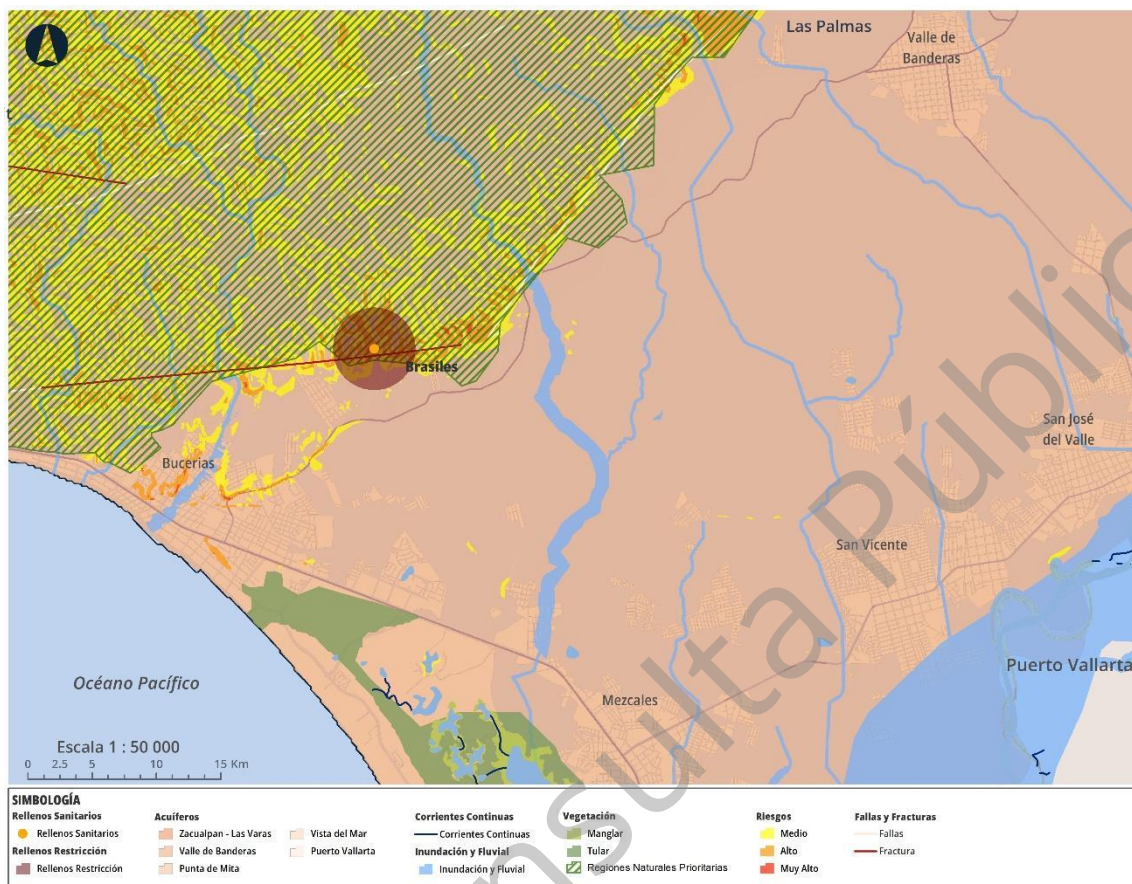 Las Palmas
Valle de
Banderas
t
Brasiles
San José
del Valle
Bucerias
San Vicente
Puerto Vallarta
Océano Pacífico
Mezcales
Escala 1 : 50 000
0 2.5 5 10 15 Km
Consulta Pública
SIMBOLOGÍA
Rellenos Sanitarios
Rellenos Sanitarios
Rellenos Restricción
Rellenos Restricción
Acuíferos
Zacualpan - Las Varas
Valle de Banderas
Punta de Mita
Vista del Mar
Puerto Vallarta
Corrientes Continuas
Corrientes Continuas
Inundación y Fluvial
Inundación y Fluvial
Vegetación
Manglar
Tular
Regiones Naturales Prioritarias
Riesgos
Medio
Alto
Muy Alto
Fallas y Fracturas
Fallas
Fractura